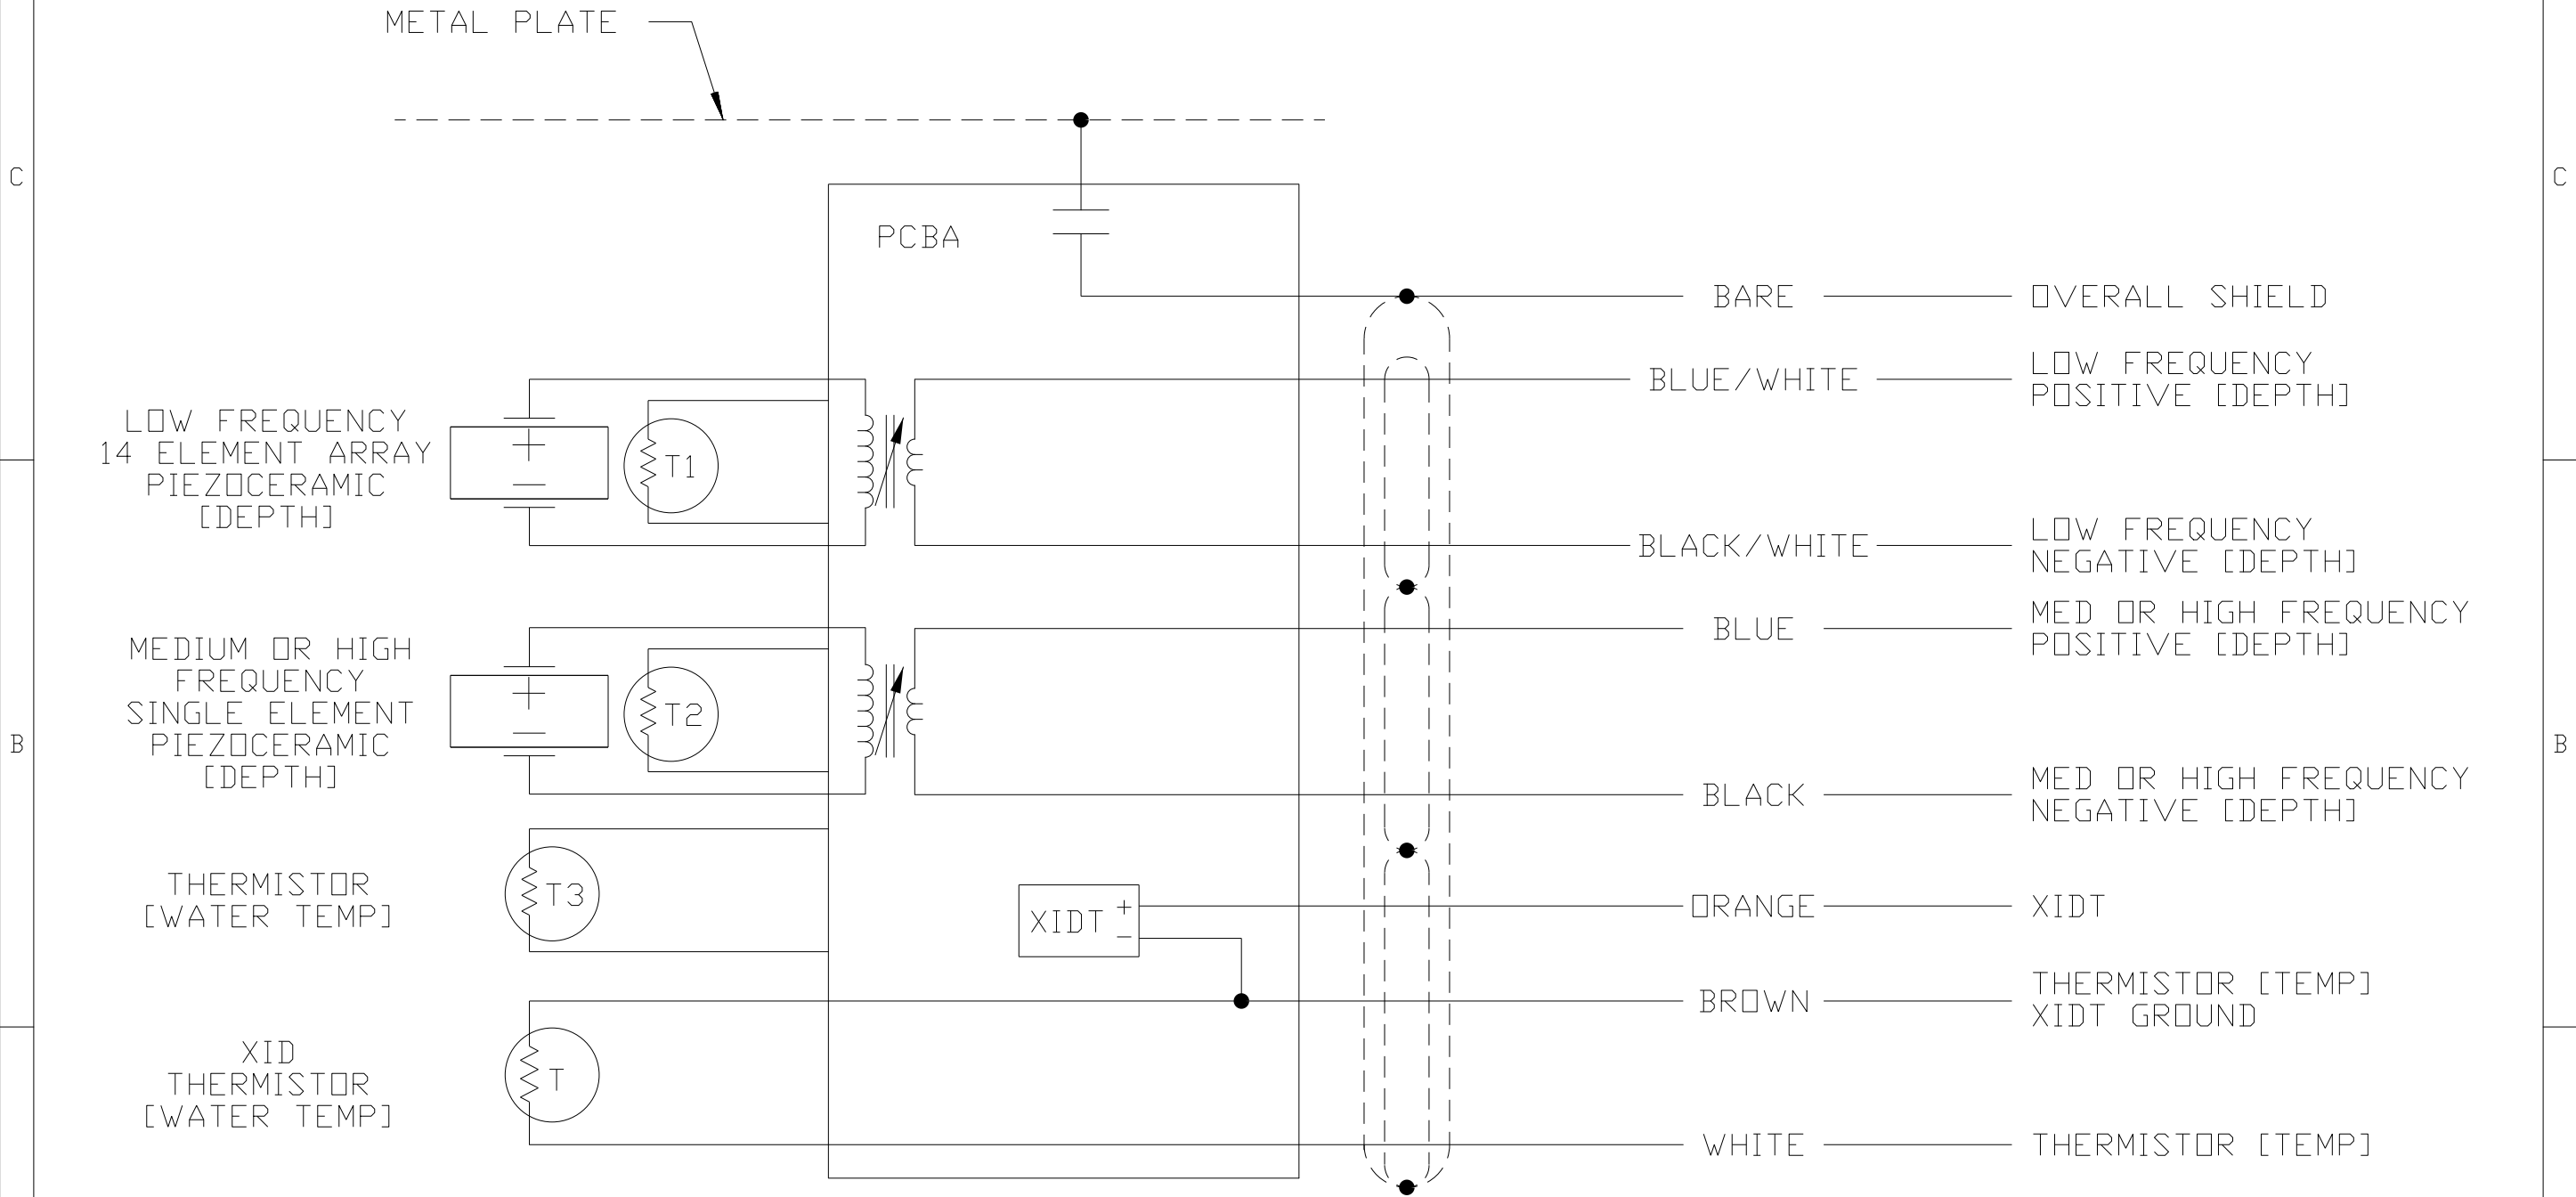 METAL PLATE
C
C
PCBA
BARE
OVERALL SHIELD
BLUE/WHITE
LOW FREQUENCY
POSITIVE [DEPTH]
LOW FREQUENCY
14 ELEMENT ARRAY
PIEZOCERAMIC
[DEPTH]
+
−
T1
BLACK/WHITE
LOW FREQUENCY
NEGATIVE [DEPTH]
BLUE
MED OR HIGH FREQUENCY
POSITIVE [DEPTH]
MEDIUM OR HIGH
FREQUENCY
SINGLE ELEMENT
PIEZOCERAMIC
[DEPTH]
+
−
T2
B
B
BLACK
MED OR HIGH FREQUENCY
NEGATIVE [DEPTH]
THERMISTOR
[WATER TEMP]
T3
XIDT
+
−
ORANGE
XIDT
BROWN
THERMISTOR [TEMP]
XIDT GROUND
XID
THERMISTOR
[WATER TEMP]
T
WHITE
THERMISTOR [TEMP]